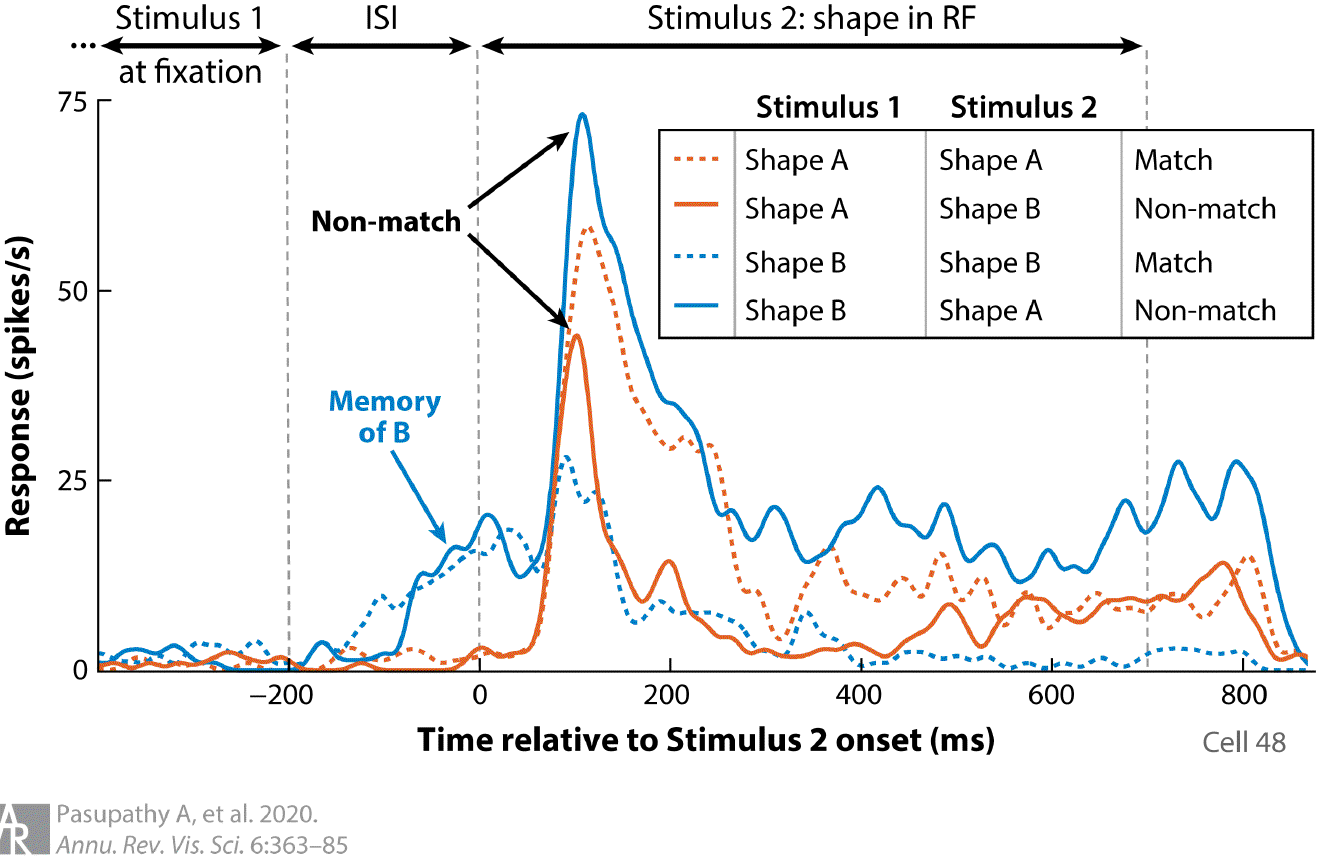 Stimulus 1 ISI Stimulus 2: shape in RF
...
at fixation
75
Stimulus 1 Stimulus 2
Shape A Shape A Match
Shape A Shape B Non-match
Shape B Shape B Match
Shape B Shape A Non-match
Non-match
50
Memory
of B
25
0
Response (spikes/s)
−200 0 200 400 600 800
Time relative to Stimulus 2 onset (ms)
Cell 48
AR
Pasupathy A, et al. 2020.
Annu. Rev. Vis. Sci. 6:363–85